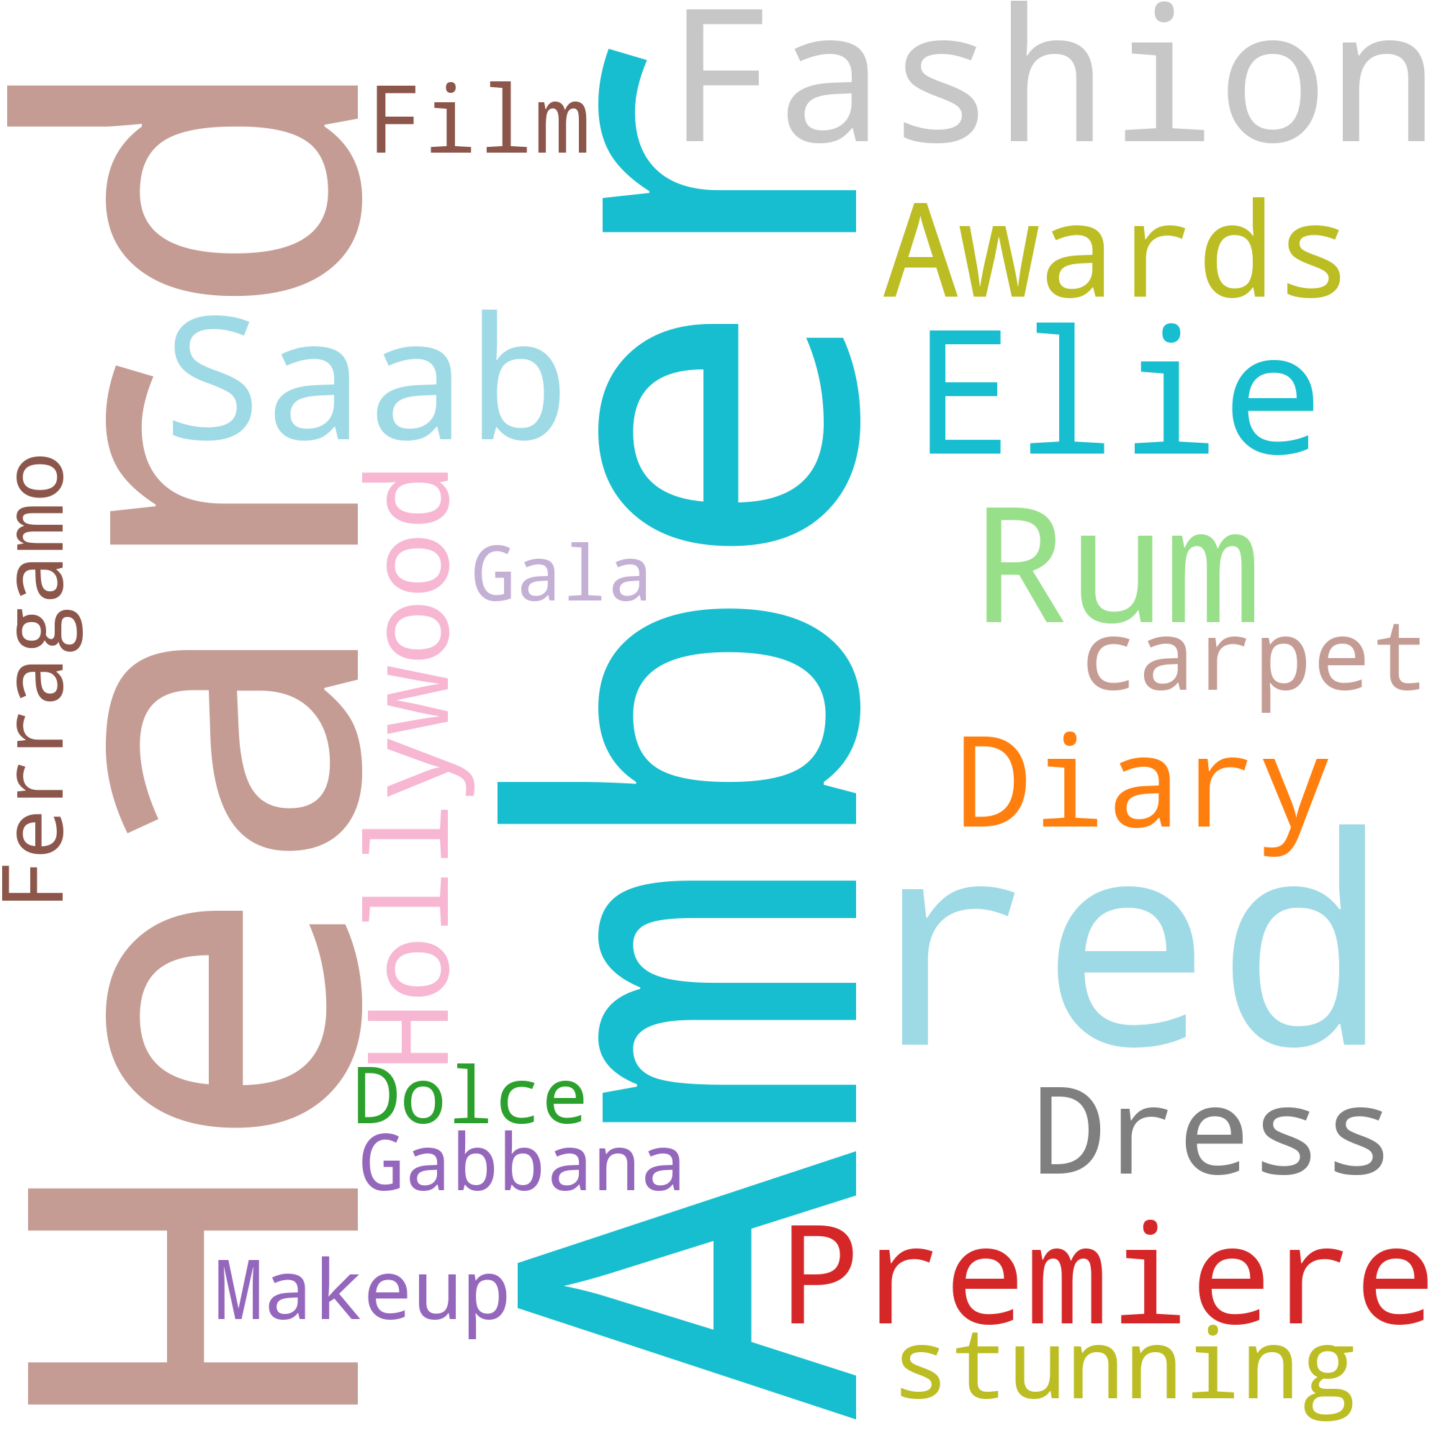 Heard
Amber
Fashion
Film
Awards
Saab
Elie
Ferragamo
Hollywood
Rum
Gala
carpet
Diary
red
Dolce
Dress
Gabbana
Premiere
Makeup
stunning